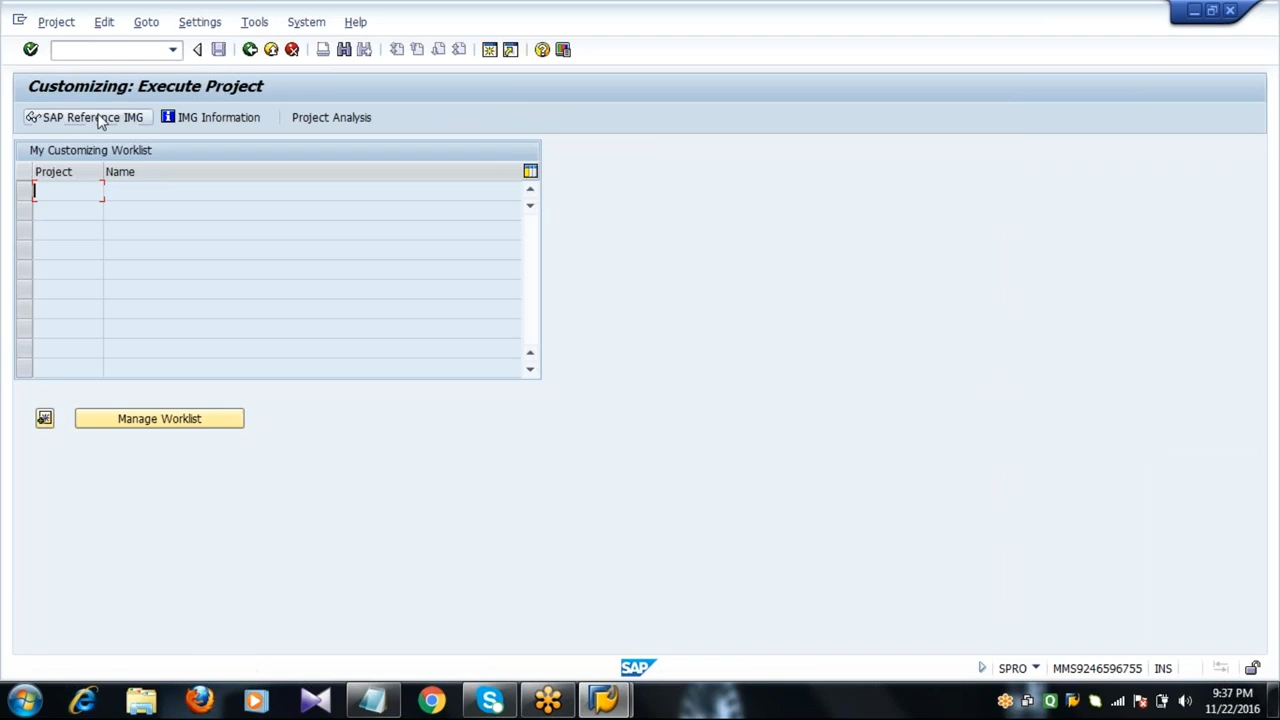 Project Edit Goto Settings Tools System Help
Customizing: Execute Project
SAP Reference IMG IMG Information Project Analysis
My Customizing Worklist
Project Name
Manage Worklist
SAP SPRO MMS9246596755 INS
9:37 PM
11/22/2016